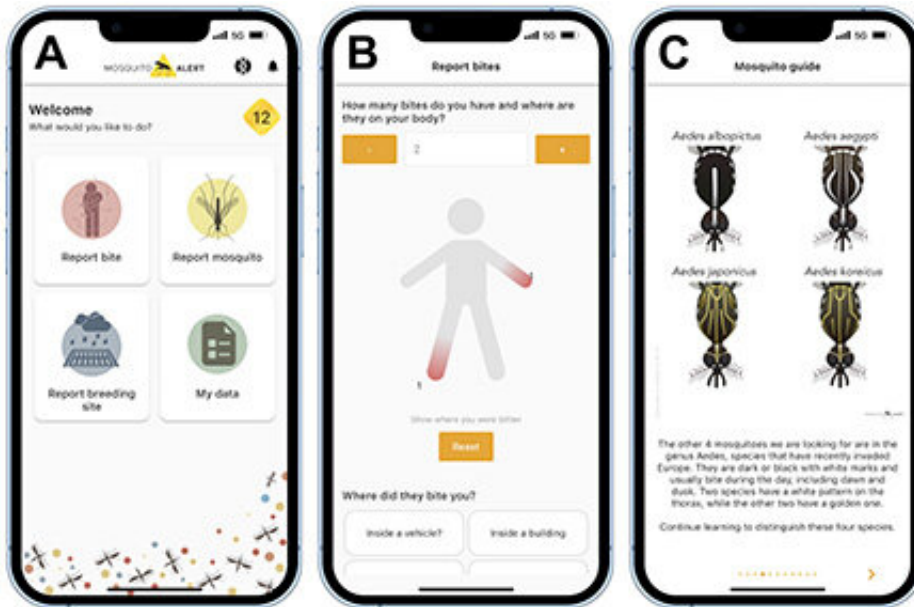 A
5G
MOSQUITO ALERT
Welcome
What would you like to do?
12
Report bite
Report mosquito
Report breeding
site
My data
B
5G
Report bites
How many bites do you have and where are
they on your body?
-
2
+
1
Show where you were bitten
Reset
Where did they bite you?
Inside a vehicle?
Inside a building
C
5G
Mosquito guide
Aedes albopictus
Aedes aegypti
Aedes japonicus
Aedes koreicus
The other 4 mosquitoes we are looking for are in the
genus Aedes, species that have recently invaded
Europe. They are dark or black with white marks and
usually bite during the day, including dawn and
dusk. Two species have a white pattern on the
thorax, while the other two have a golden one.
Continue learning to distinguish these four species.